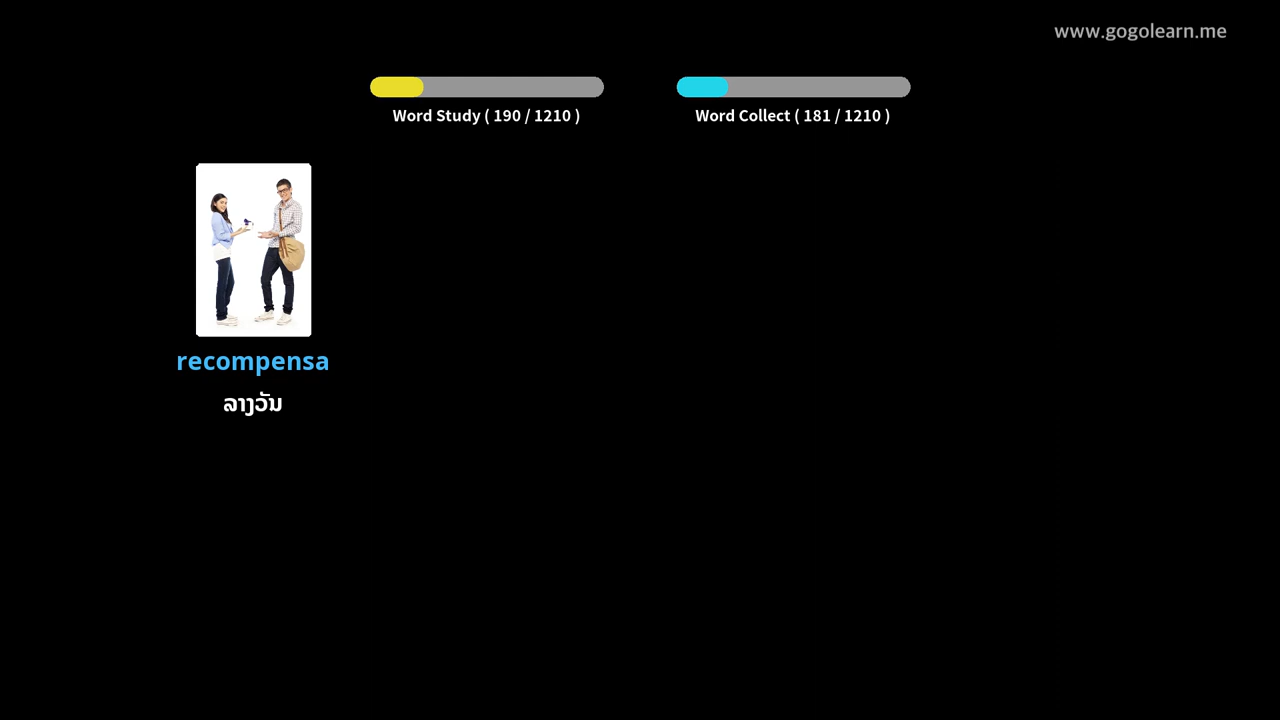 www.gogolearn.me
Word Study ( 190 / 1210 )
Word Collect ( 181 / 1210 )
recompensa
ລາງວັນ